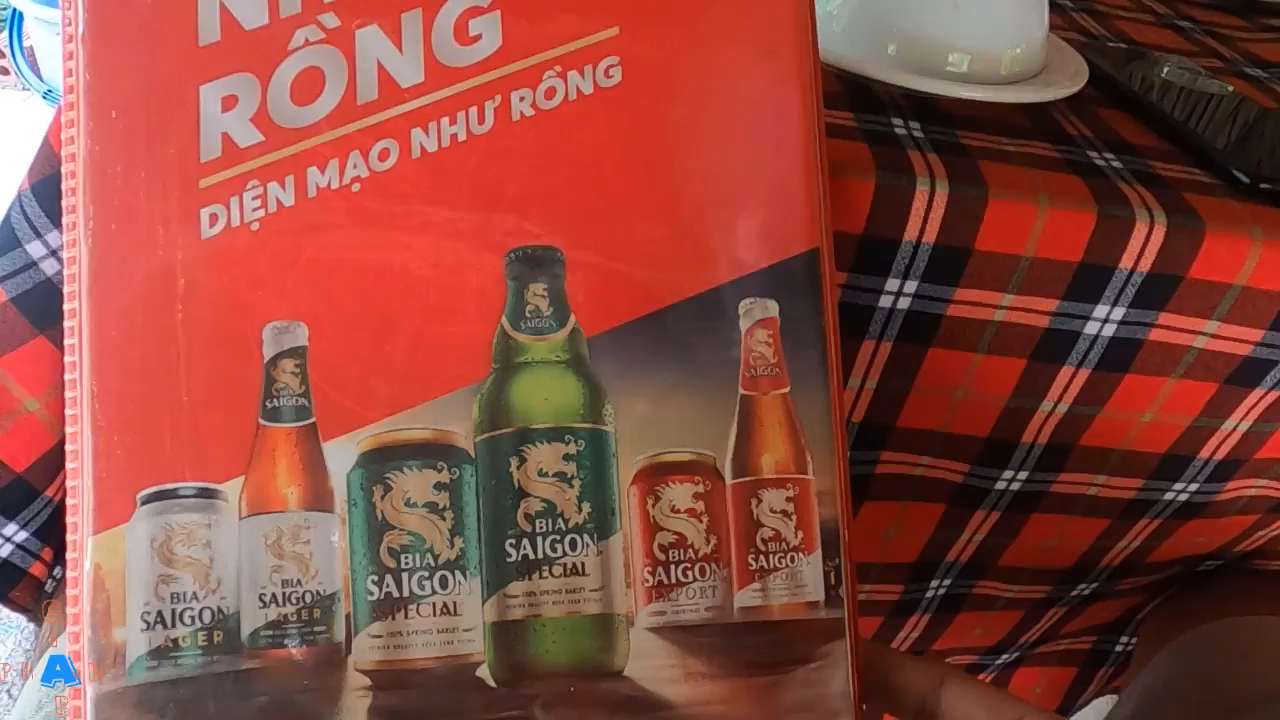 RỒNG
DIỆN MẠO NHƯ RỒNG
SAIGON
BIA
SAIGON
SAIGON
BIA
SAIGON
LAGER
BIA
SAIGON
LAGER
BIA
SAIGON
SPECIAL
100% SPRING BARLEY
BIA
SAIGON
SPECIAL
100% SPRING BARLEY
BIA
SAIGON
EXPORT
BIA
SAIGON
EXPORT